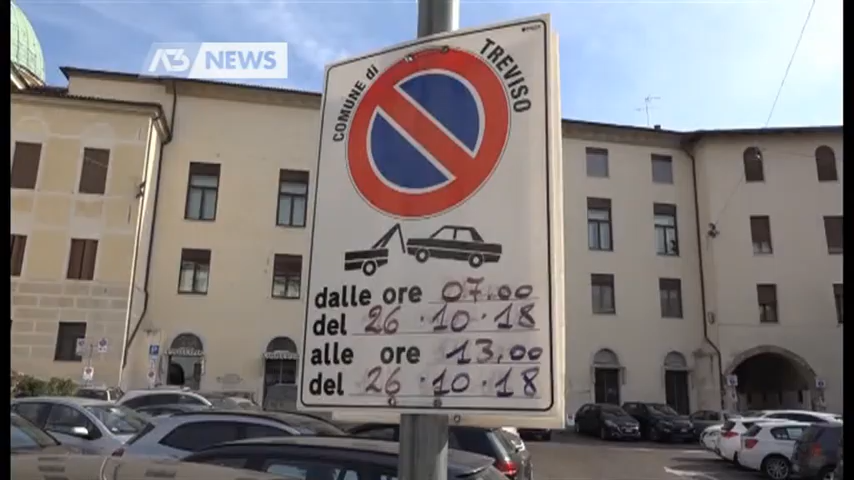 A3 NEWS
COMUNE di TREVISO
dalle ore 07.00
del 26.10.18
alle ore 13,00
del 26.10.18